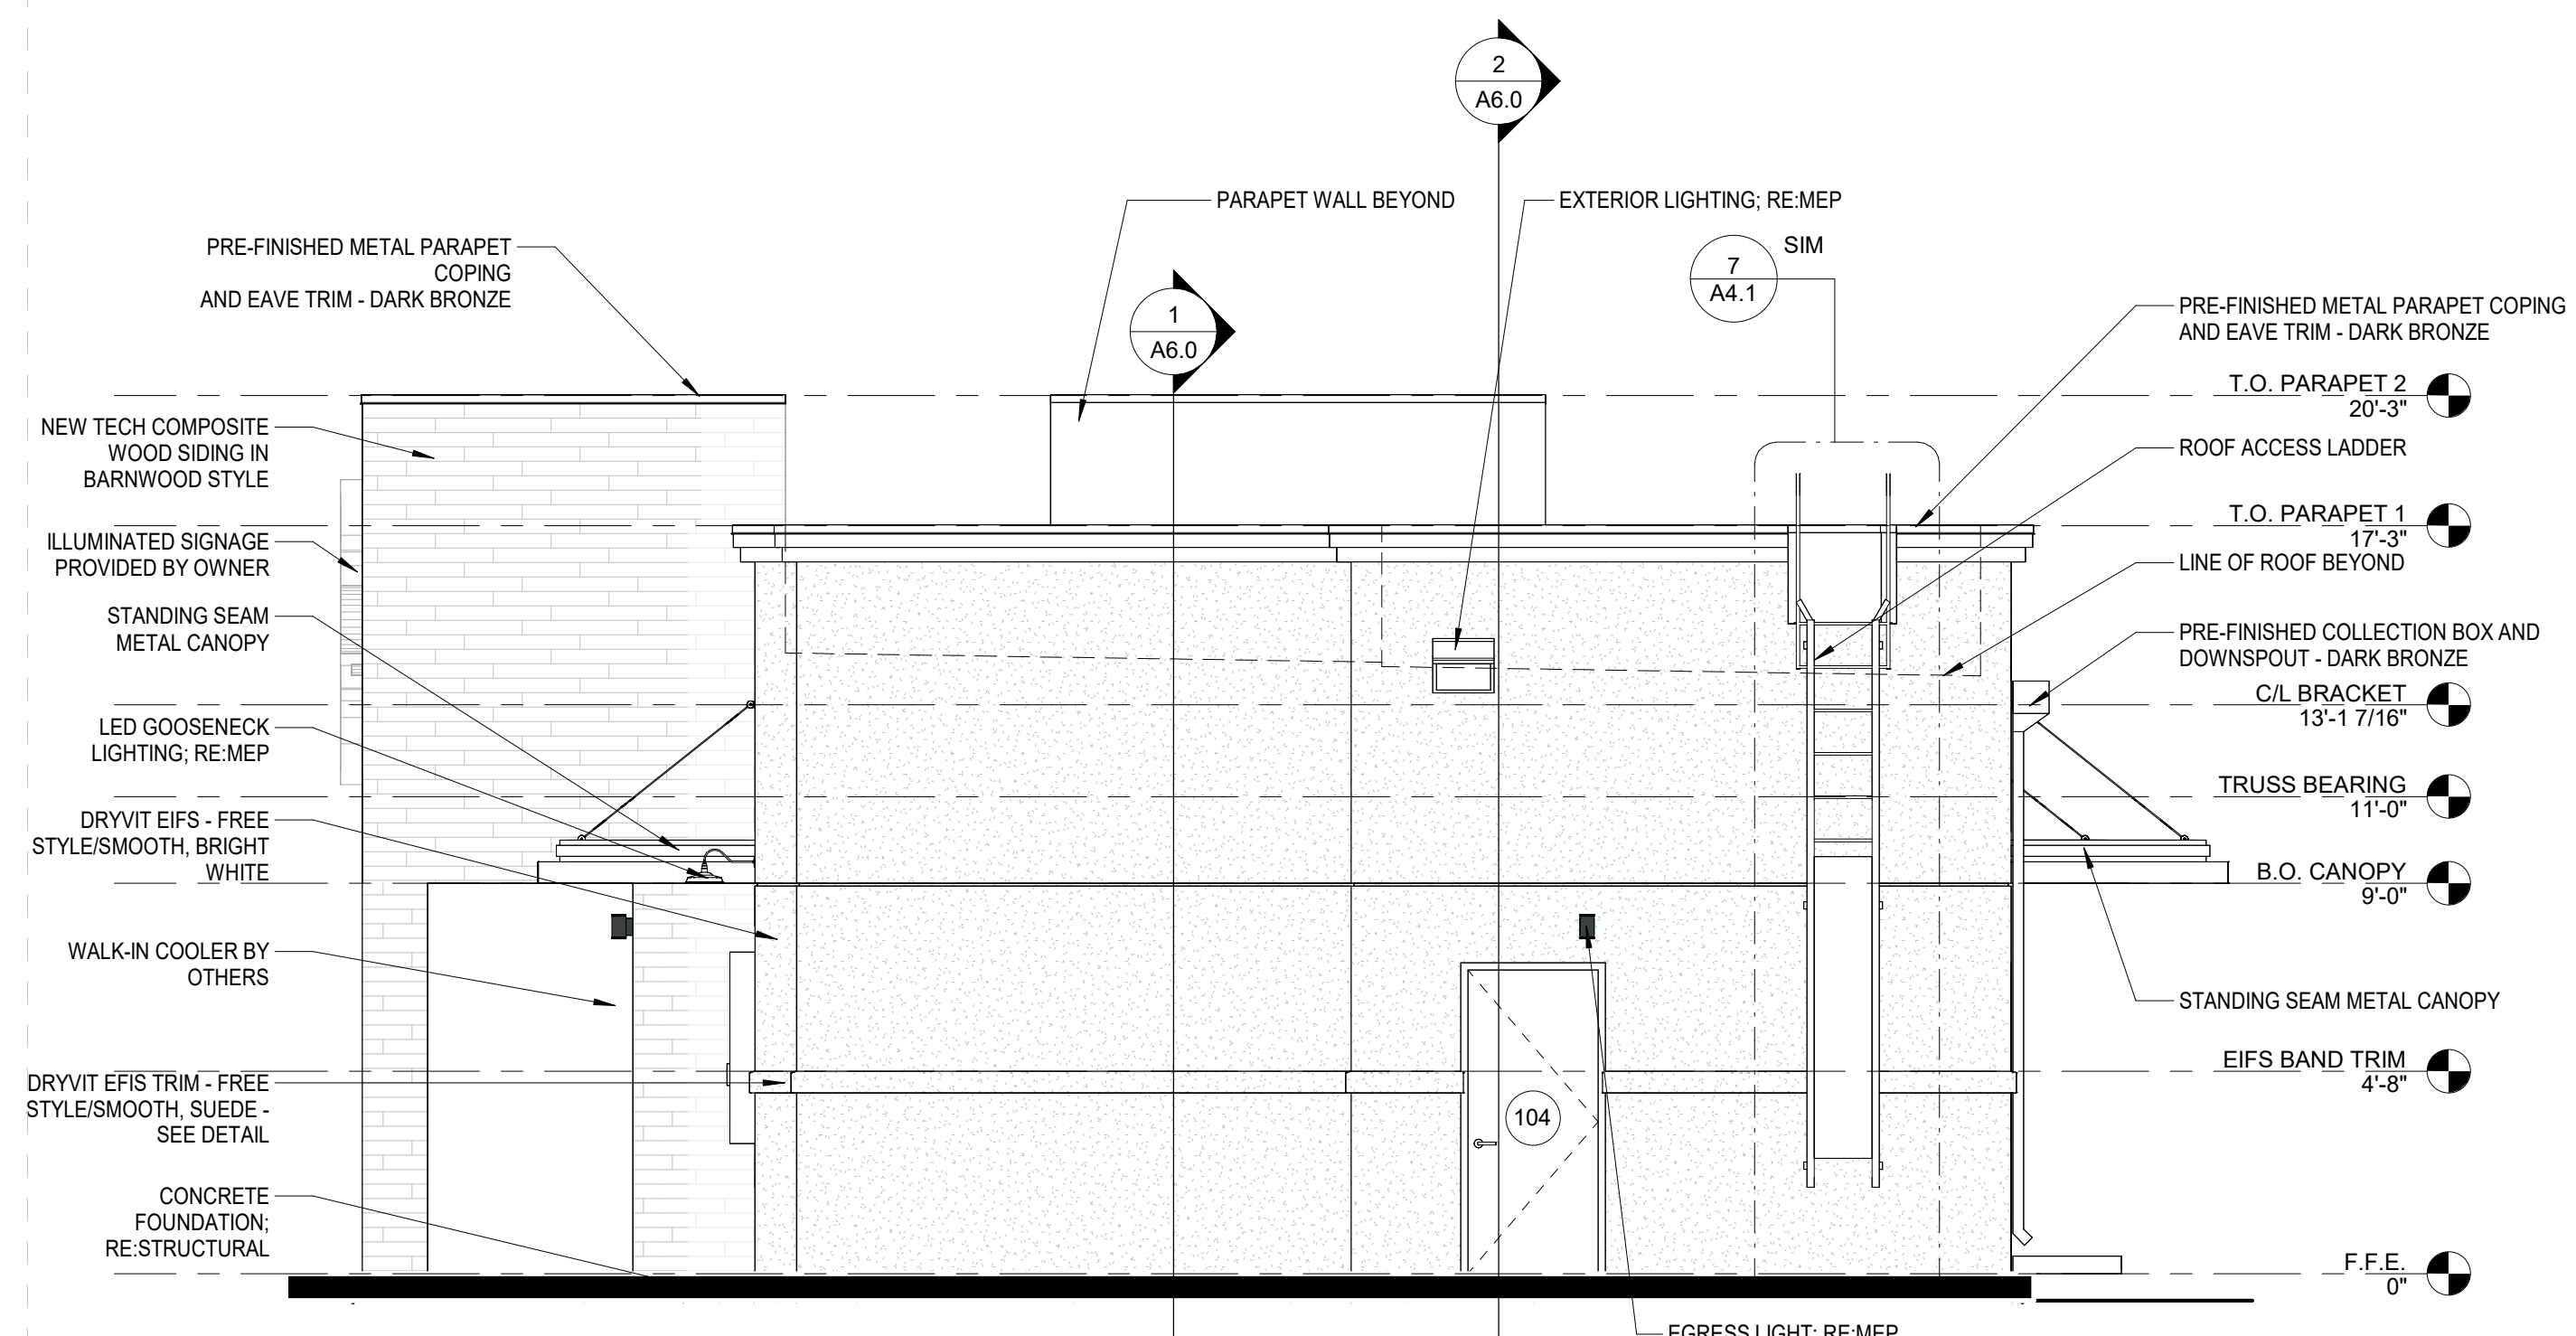 2
A6.0
PARAPET WALL BEYOND
EXTERIOR LIGHTING; RE:MEP
7
A4.1
SIM
1
A6.0
PRE-FINISHED METAL PARAPET
COPING
AND EAVE TRIM - DARK BRONZE
NEW TECH COMPOSITE
WOOD SIDING IN
BARNWOOD STYLE
ILLUMINATED SIGNAGE
PROVIDED BY OWNER
STANDING SEAM
METAL CANOPY
LED GOOSENECK
LIGHTING; RE:MEP
DRYVIT EIFS - FREE
STYLE/SMOOTH, BRIGHT
WHITE
WALK-IN COOLER BY
OTHERS
DRYVIT EFIS TRIM - FREE
STYLE/SMOOTH, SUEDE -
SEE DETAIL
CONCRETE
FOUNDATION;
RE:STRUCTURAL
104
PRE-FINISHED METAL PARAPET COPING
AND EAVE TRIM - DARK BRONZE
T.O. PARAPET 2
20'-3"
ROOF ACCESS LADDER
T.O. PARAPET 1
17'-3"
LINE OF ROOF BEYOND
PRE-FINISHED COLLECTION BOX AND
DOWNSPOUT - DARK BRONZE
C/L BRACKET
13'-1 7/16"
TRUSS BEARING
11'-0"
B.O. CANOPY
9'-0"
STANDING SEAM METAL CANOPY
EIFS BAND TRIM
4'-8"
F.F.E.
0"
EGRESS LIGHT; RE:MEP